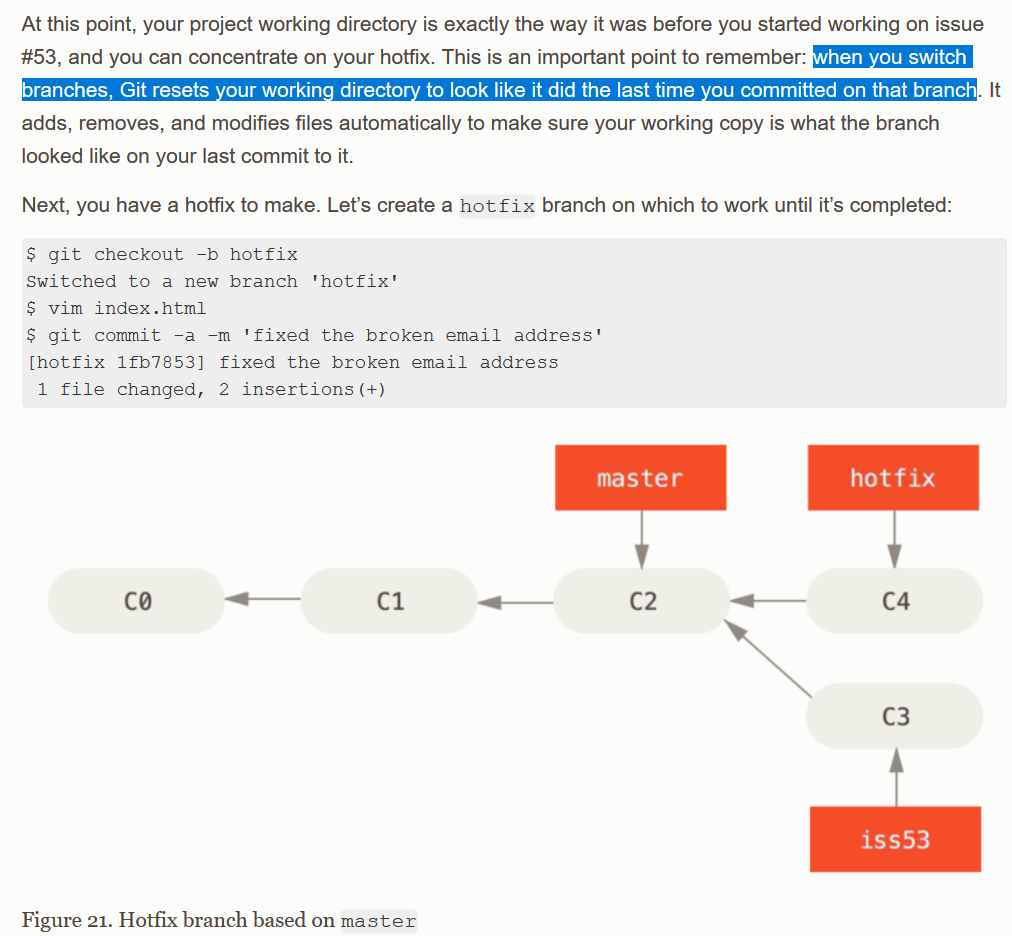 At this point, your project working directory is exactly the way it was before you started working on issue
#53, and you can concentrate on your hotfix. This is an important point to remember: when you switch
branches, Git resets your working directory to look like it did the last time you committed on that branch. It
adds, removes, and modifies files automatically to make sure your working copy is what the branch
looked like on your last commit to it.
Next, you have a hotfix to make. Let’s create a hotfix branch on which to work until it’s completed:
$ git checkout -b hotfix
Switched to a new branch 'hotfix'
$ vim index.html
$ git commit -a -m 'fixed the broken email address'
[hotfix 1fb7853] fixed the broken email address
 1 file changed, 2 insertions(+)
master hotfix
C0 C1 C2 C4
C3
iss53
Figure 21. Hotfix branch based on master